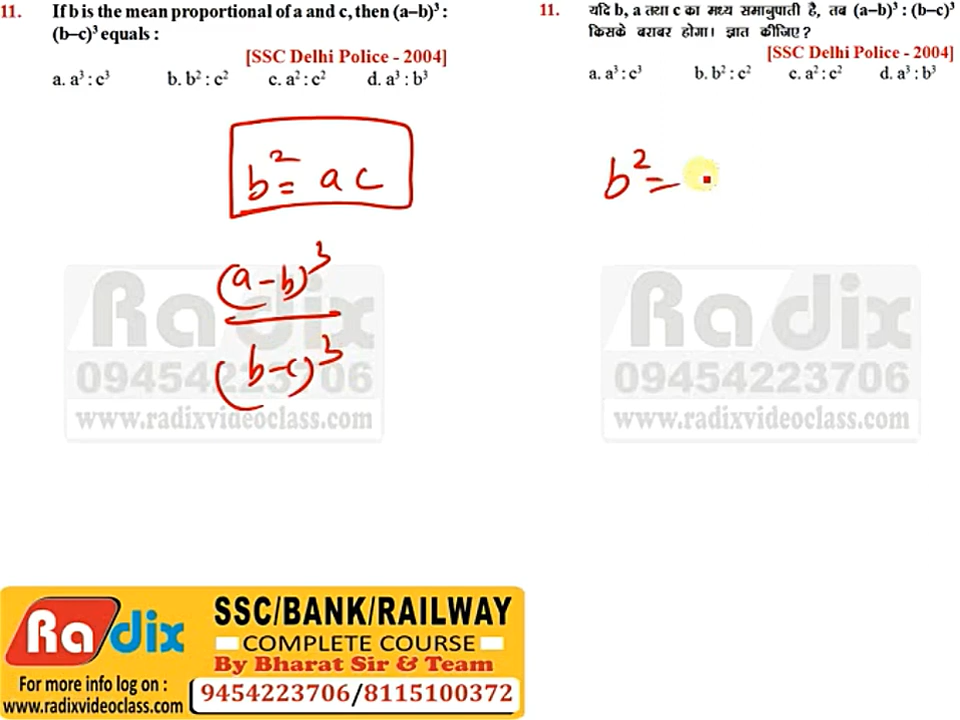 11. If b is the mean proportional of a and c, then (a–b)³ :
(b–c)³ equals :
[SSC Delhi Police - 2004]
a. a³ : c³ b. b² : c² c. a² : c² d. a³ : b³
11. यदि b, a तथा c का मध्य समानुपाती है, तब (a–b)³ : (b–c)³
किसके बराबर होगा। ज्ञात कीजिए ?
[SSC Delhi Police - 2004]
a. a³ : c³ b. b² : c² c. a² : c² d. a³ : b³
b² = ac
(a-b)³
(b-c)³
b² =
Radix
09454223706
www.radixvideoclass.com
Radix
09454223706
www.radixvideoclass.com
Radix
For more info log on :
www.radixvideoclass.com
SSC/BANK/RAILWAY
COMPLETE COURSE
By Bharat Sir & Team
9454223706/8115100372